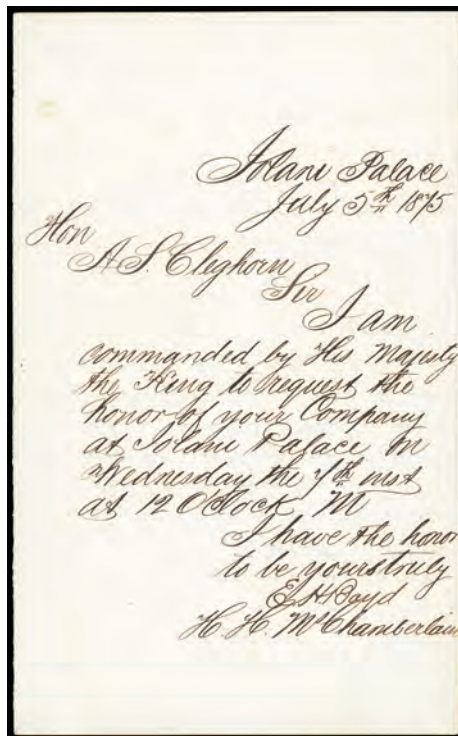 Iolani Palace
July 5th 1875
Hon
A S. Cleghorn
Sir
I am
commanded by His Majesty
the King to request the
honor of your Company
at Iolani Palace on
Wednesday the 7th inst
at 12 O'Clock M
I have the honor
to be yours truly
E. H. Boyd
H. H. M's Chamberlain